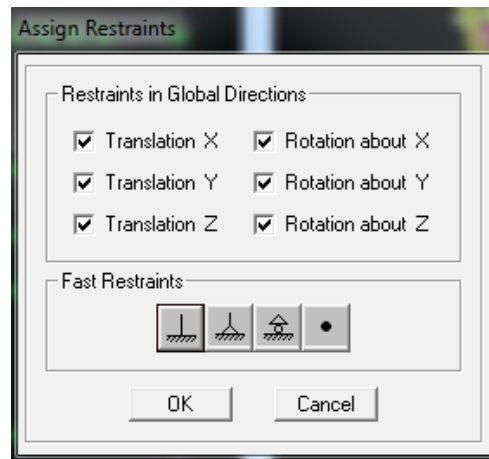 Assign Restraints
Restraints in Global Directions
Translation X Rotation about X
Translation Y Rotation about Y
Translation Z Rotation about Z
Fast Restraints
OK Cancel